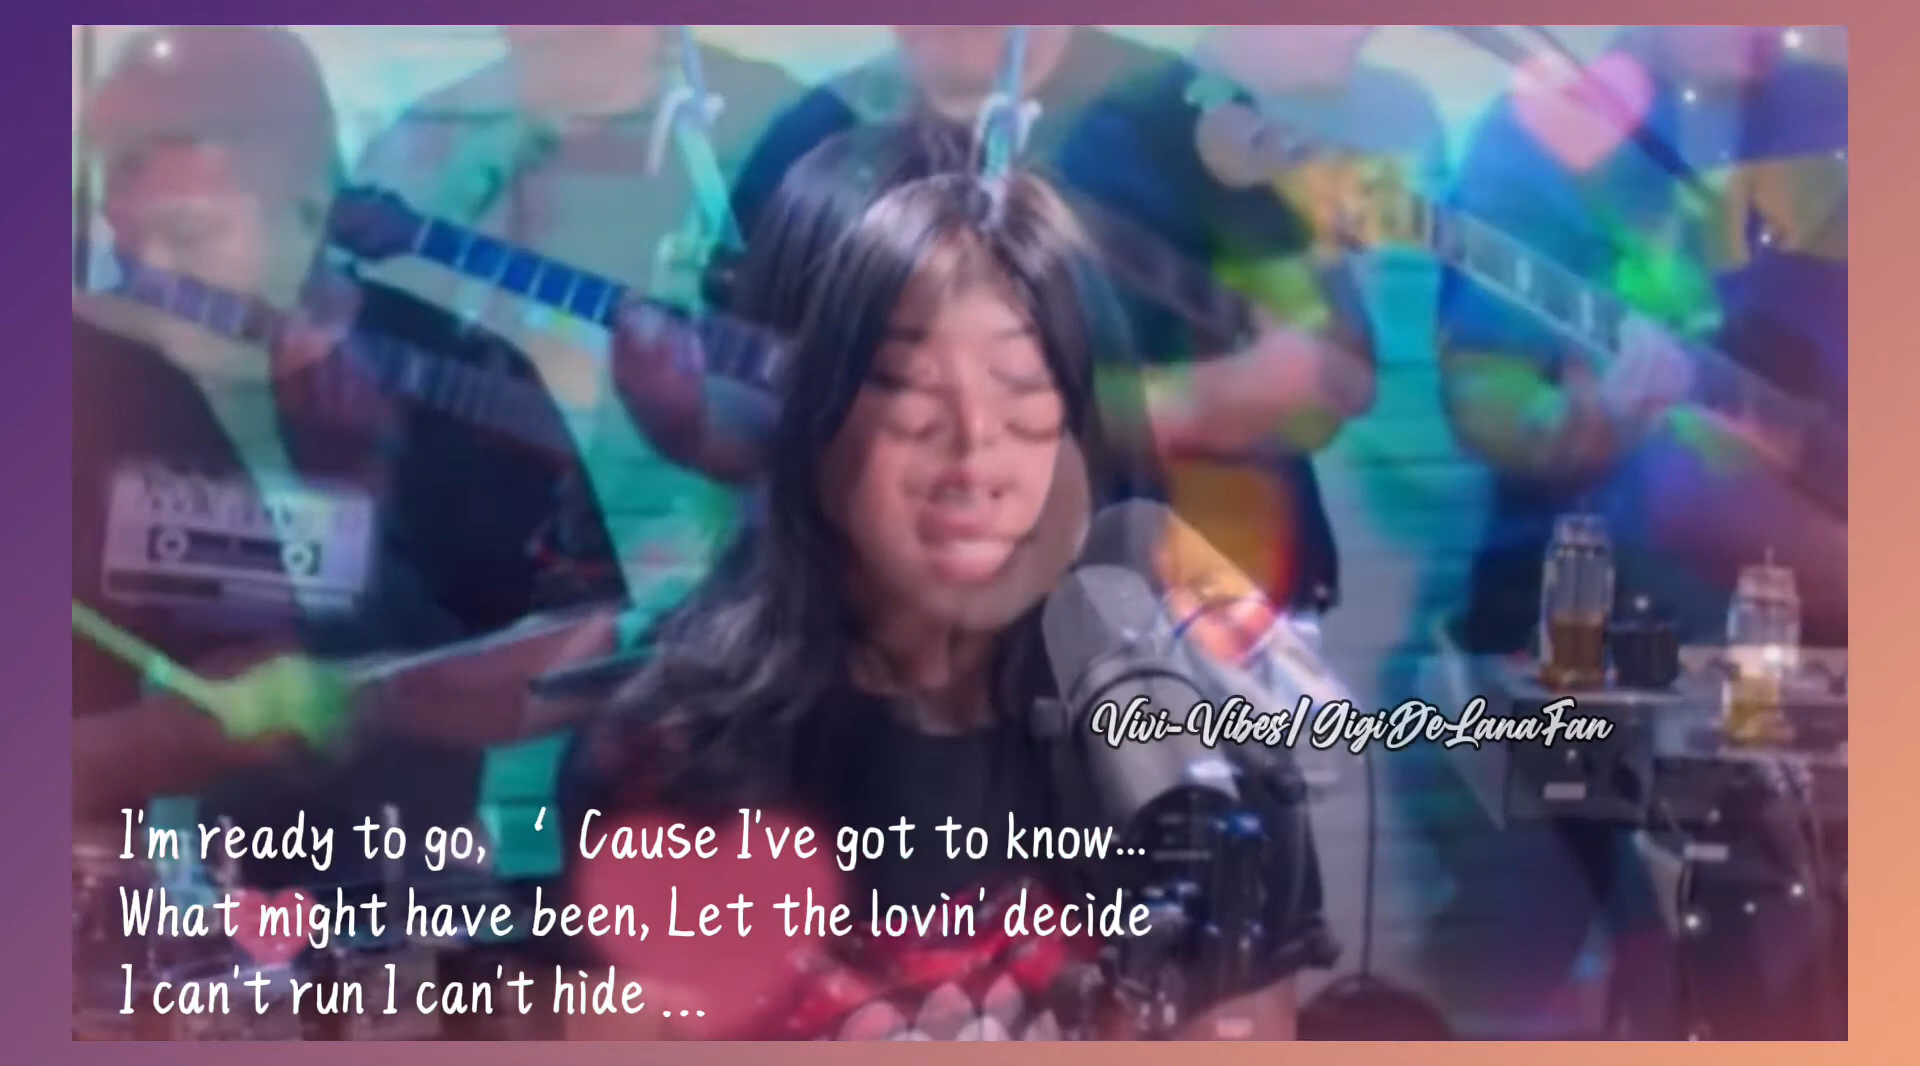 Vivi-Vibes/GigiDeLanaFan
I'm ready to go, ‘ Cause I've got to know...
What might have been, Let the lovin' decide
I can't run I can't hide ...